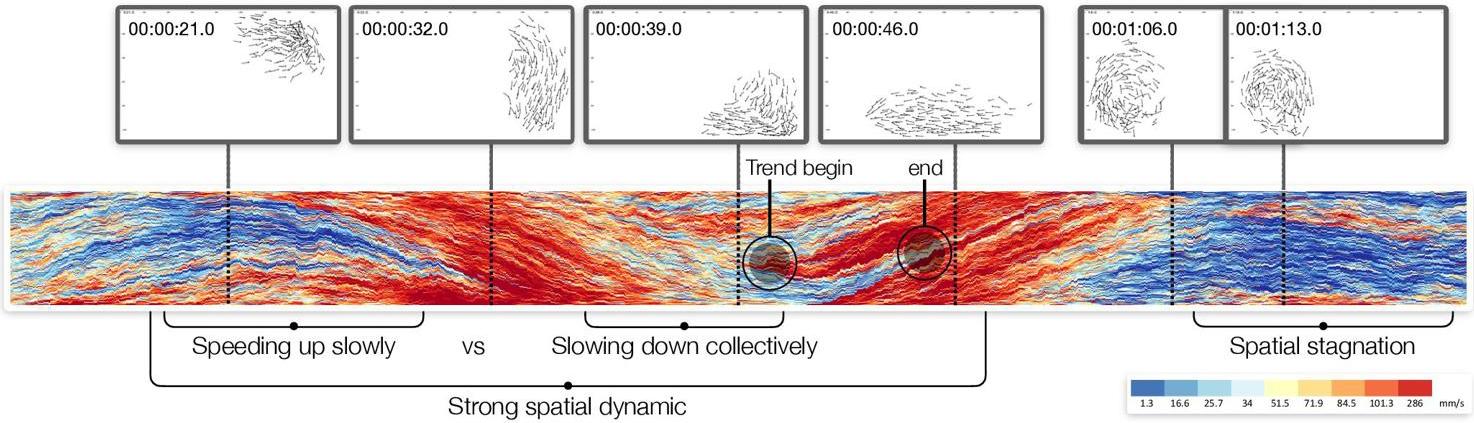 00:00:21.0
00:00:32.0
00:00:39.0
00:00:46.0
00:01:06.0
00:01:13.0
Trend begin
end
Speeding up slowly
vs
Slowing down collectively
Spatial stagnation
Strong spatial dynamic
1.3 16.6 25.7 34 51.5 71.9 84.5 101.3 286 mm/s